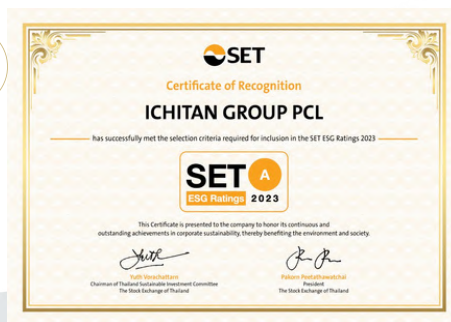 SET
Certificate of Recognition
ICHITAN GROUP PCL
has successfully met the selection criteria required for inclusion in the SET ESG Ratings 2023
SET A
ESG Ratings 2023
This Certificate is presented to the company to honor its continuous and
outstanding achievements in corporate sustainability, thereby benefiting the environment and society.
Yuth Verachattarn
Chairman of Thailand Sustainable Investment Committee
The Stock Exchange of Thailand
Pakorn Peetathawatchai
President
The Stock Exchange of Thailand